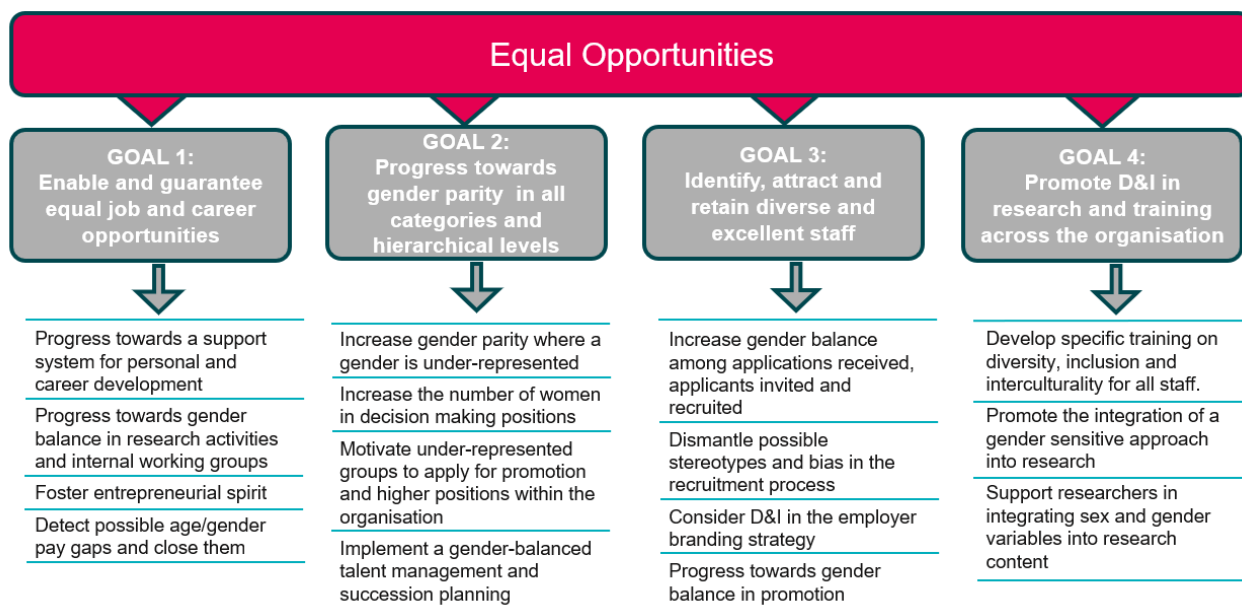 Equal Opportunities
GOAL 1:
Enable and guarantee
equal job and career
opportunities
Progress towards a support
system for personal and
career development
Progress towards gender
balance in research activities
and internal working groups
Foster entrepreneurial spirit
Detect possible age/gender
pay gaps and close them
GOAL 2:
Progress towards
gender parity in all
categories and
hierarchical levels
Increase gender parity where a
gender is under-represented
Increase the number of women
in decision making positions
Motivate under-represented
groups to apply for promotion
and higher positions within the
organisation
Implement a gender-balanced
talent management and
succession planning
GOAL 3:
Identify, attract and
retain diverse and
excellent staff
Increase gender balance
among applications received,
applicants invited and
recruited
Dismantle possible
stereotypes and bias in the
recruitment process
Consider D&I in the employer
branding strategy
Progress towards gender
balance in promotion
GOAL 4:
Promote D&I in
research and training
across the organisation
Develop specific training on
diversity, inclusion and
interculturality for all staff.
Promote the integration of a
gender sensitive approach
into research
Support researchers in
integrating sex and gender
variables into research
content